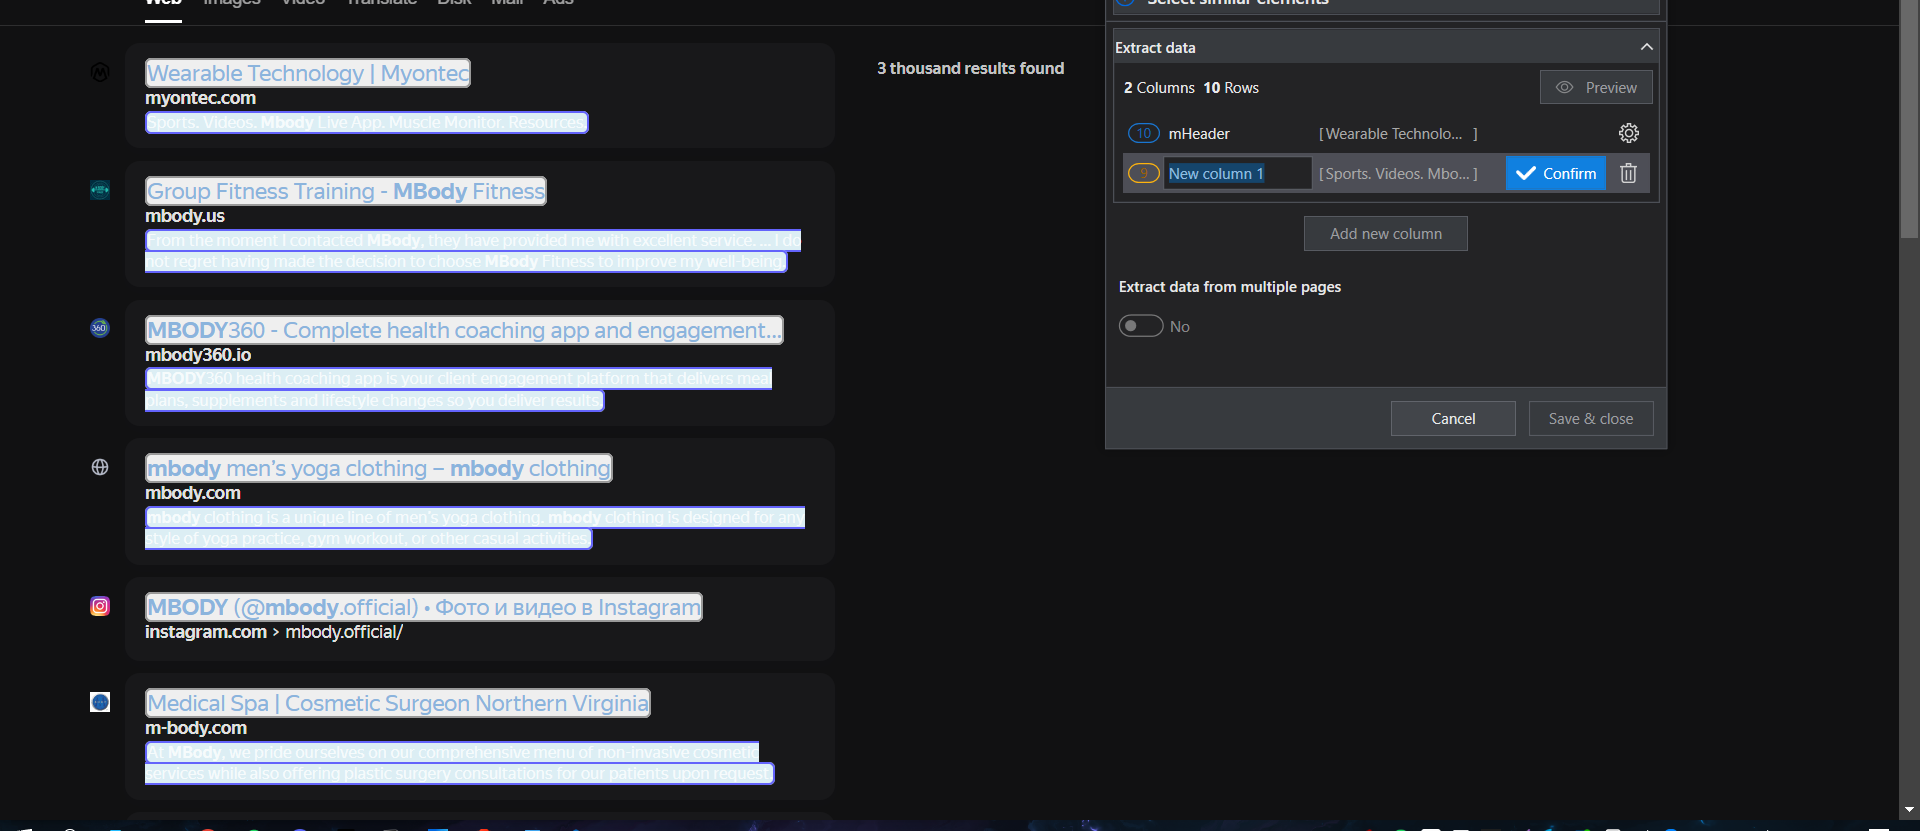 Web Images Video Translate Disk Mail Ads
Wearable Technology | Myontec
myontec.com
Sports. Videos. Mbody Live App. Muscle Monitor. Resources.
Group Fitness Training - MBody Fitness
mbody.us
From the moment I contacted MBody, they have provided me with excellent service. ... I do
not regret having made the decision to choose MBody Fitness to improve my well-being.
360
MBODY360 - Complete health coaching app and engagement...
mbody360.io
MBODY360 health coaching app is your client engagement platform that delivers meal
plans, supplements and lifestyle changes so you deliver results.
mbody men's yoga clothing – mbody clothing
mbody.com
mbody clothing is a unique line of men's yoga clothing. mbody clothing is designed for any
style of yoga practice, gym workout, or other casual activities.
MBODY (@mbody.official) • Фото и видео в Instagram
instagram.com › mbody.official/
Medical Spa | Cosmetic Surgeon Northern Virginia
m-body.com
At MBody, we pride ourselves on our comprehensive menu of non-invasive cosmetic
services while also offering plastic surgery consultations for our patients upon request.
3 thousand results found
Select similar elements
Extract data
2 Columns 10 Rows
Preview
10 mHeader [ Wearable Technolo... ]
9 New column 1 [ Sports. Videos. Mbo... ] Confirm
Add new column
Extract data from multiple pages
No
Cancel Save & close